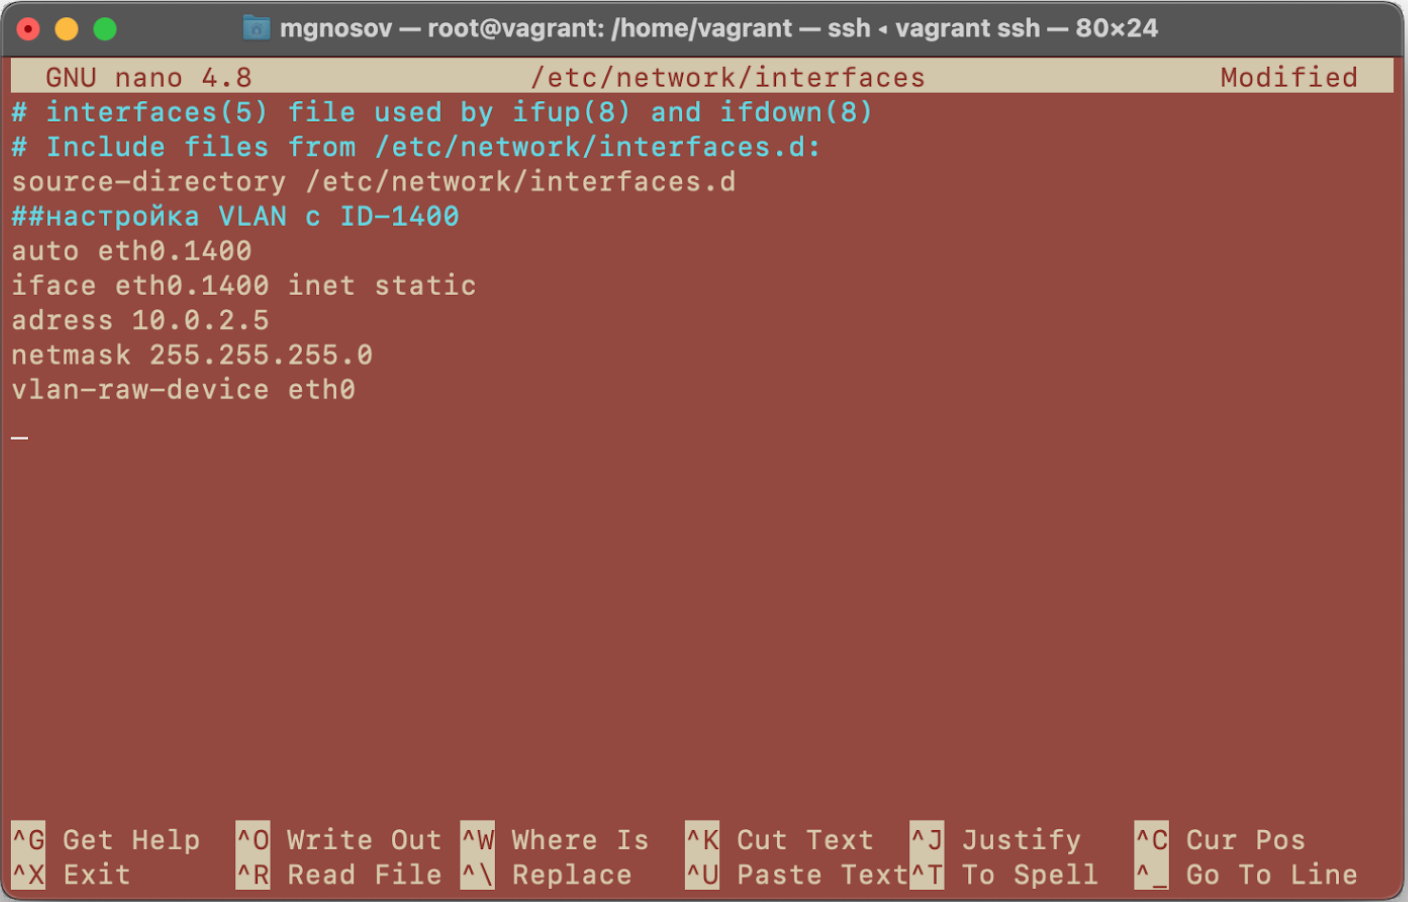 mgnosov — root@vagrant: /home/vagrant — ssh ◂ vagrant ssh — 80×24
GNU nano 4.8 /etc/network/interfaces Modified
# interfaces(5) file used by ifup(8) and ifdown(8)
# Include files from /etc/network/interfaces.d:
source-directory /etc/network/interfaces.d
##настройка VLAN с ID-1400
auto eth0.1400
iface eth0.1400 inet static
adress 10.0.2.5
netmask 255.255.255.0
vlan-raw-device eth0
^G Get Help ^O Write Out ^W Where Is ^K Cut Text ^J Justify ^C Cur Pos
^X Exit ^R Read File ^\ Replace ^U Paste Text^T To Spell ^_ Go To Line